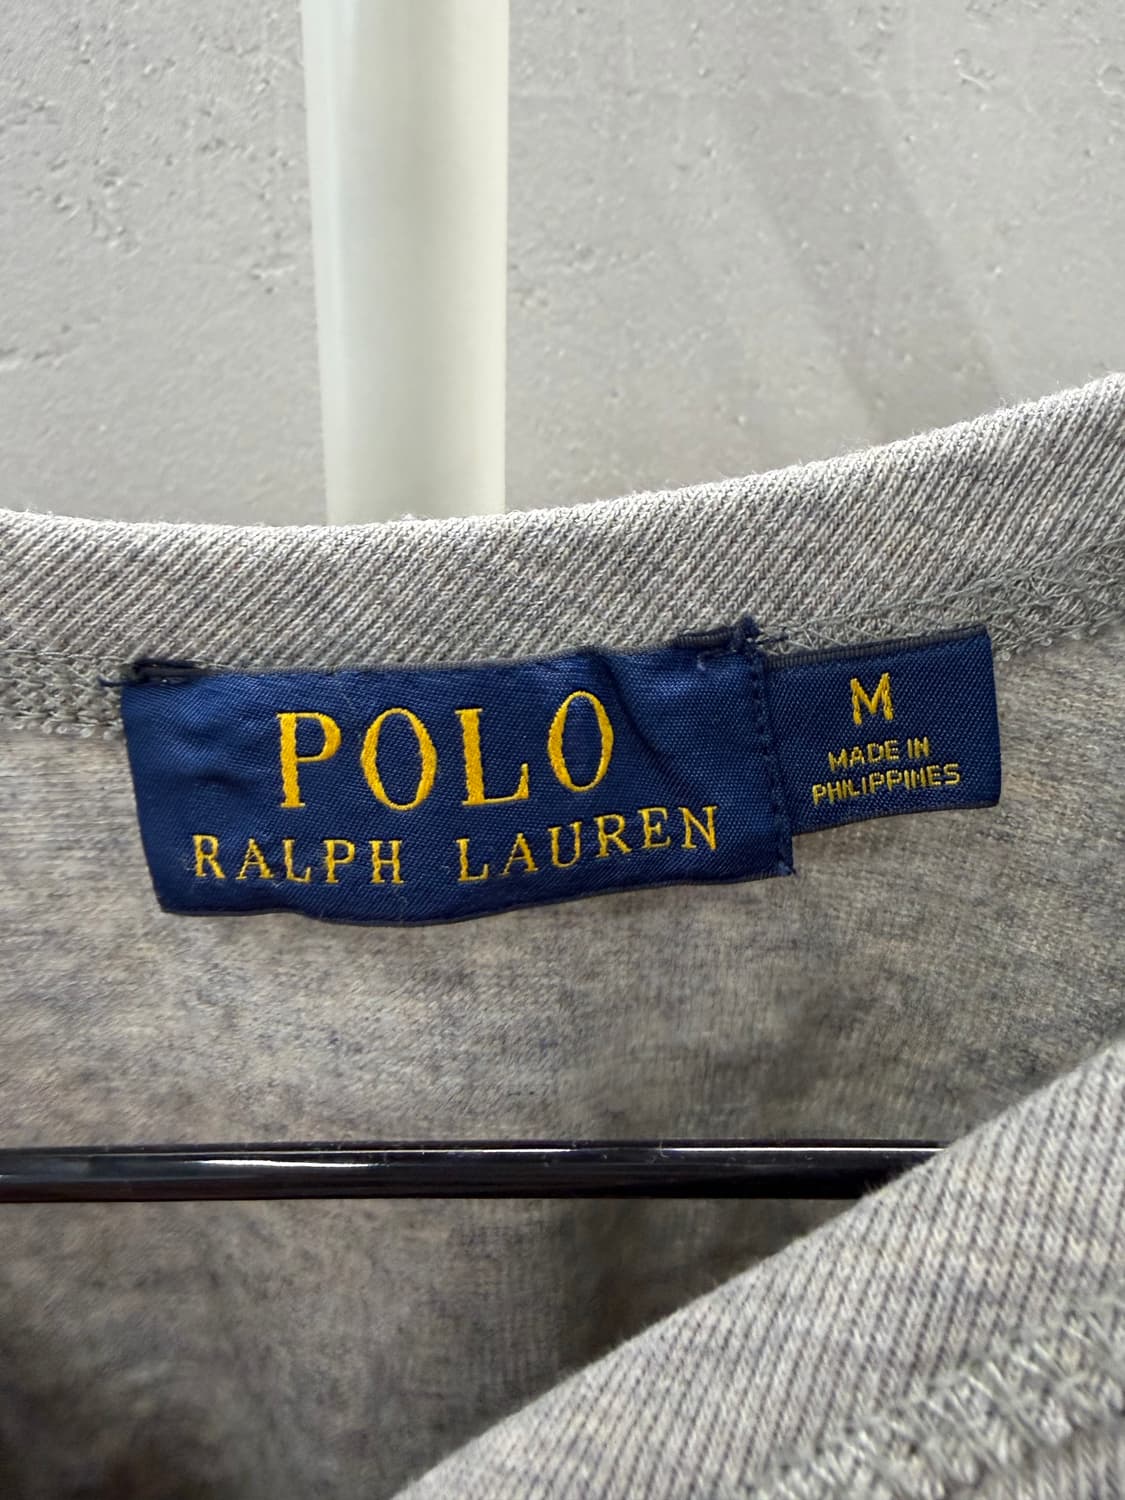 POLO
RALPH LAUREN
M
MADE IN
PHILIPPINES